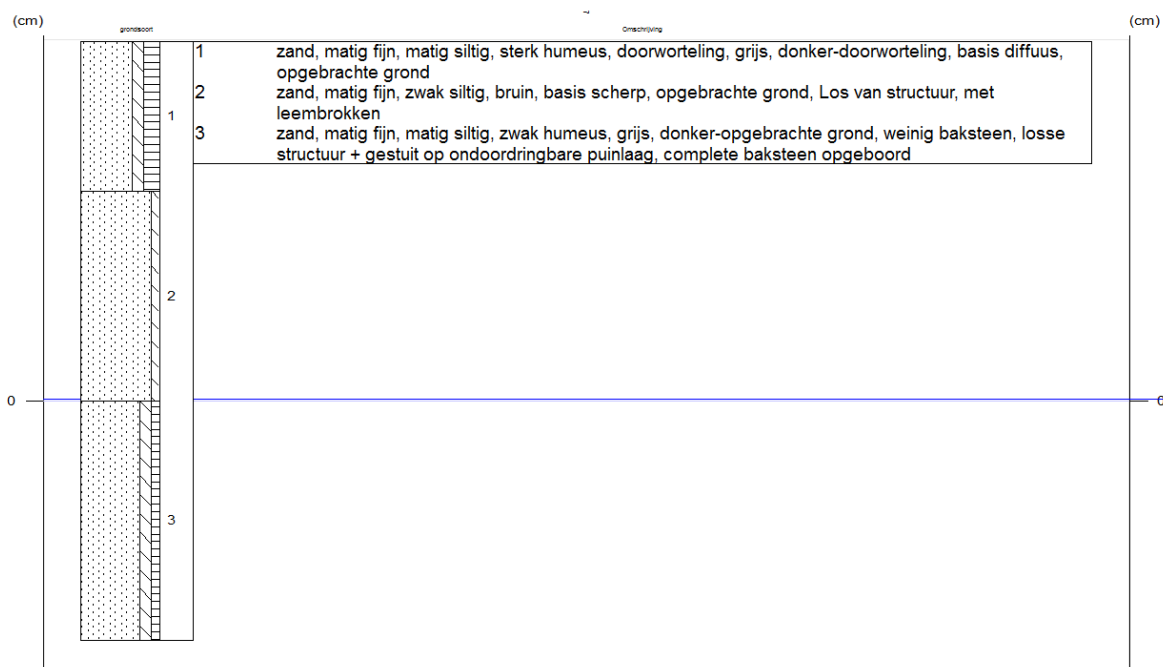 (cm)
(cm)
grondsoort
Omschrijving
1 zand, matig fijn, matig siltig, sterk humeus, doorworteling, grijs, donker-doorworteling, basis diffuus,
opgebrachte grond
2 zand, matig fijn, zwak siltig, bruin, basis scherp, opgebrachte grond, Los van structuur, met
leembrokken
3 zand, matig fijn, matig siltig, zwak humeus, grijs, donker-opgebrachte grond, weinig baksteen, losse
structuur + gestuit op ondoordringbare puinlaag, complete baksteen opgeboord
1
2
0
0
3